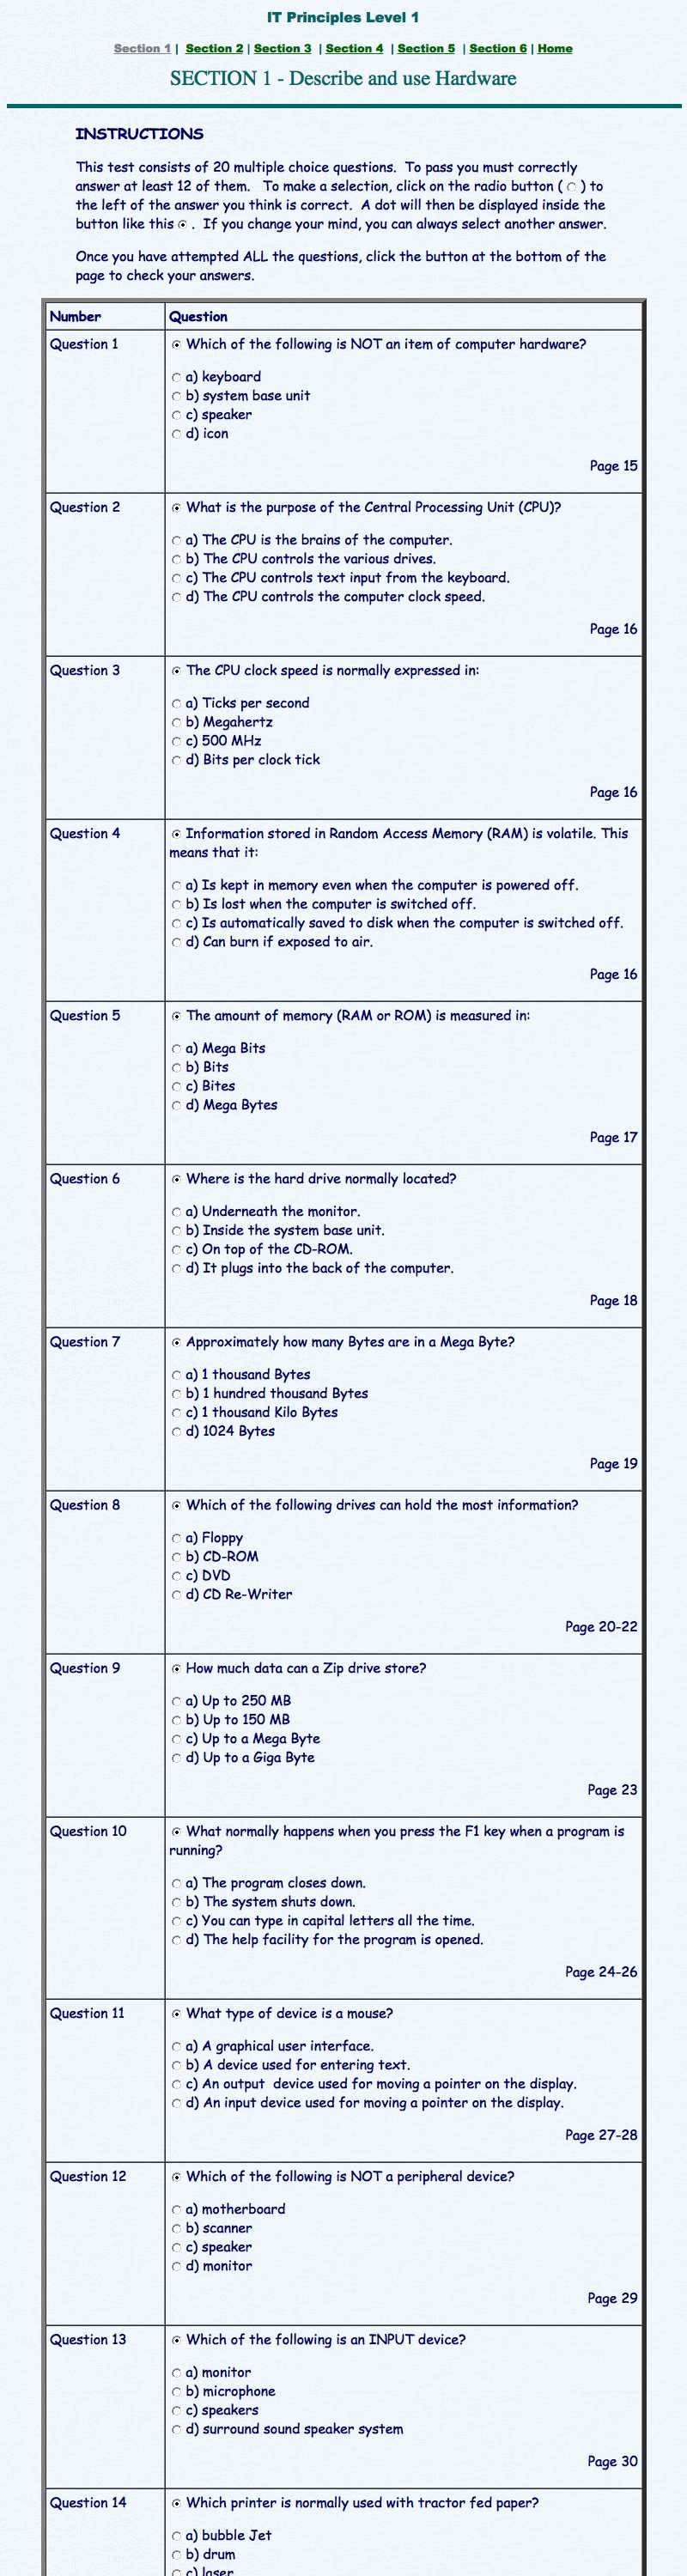 IT Principles Level 1
Section 1 | Section 2 | Section 3 | Section 4 | Section 5 | Section 6 | Home
SECTION 1 - Describe and use Hardware
INSTRUCTIONS
This test consists of 20 multiple choice questions. To pass you must correctly
answer at least 12 of them. To make a selection, click on the radio button ( ) to
the left of the answer you think is correct. A dot will then be displayed inside the
button like this . If you change your mind, you can always select another answer.
Once you have attempted ALL the questions, click the button at the bottom of the
page to check your answers.
Number Question
Question 1 Which of the following is NOT an item of computer hardware?
a) keyboard
b) system base unit
c) speaker
d) icon
Page 15
Question 2 What is the purpose of the Central Processing Unit (CPU)?
a) The CPU is the brains of the computer.
b) The CPU controls the various drives.
c) The CPU controls text input from the keyboard.
d) The CPU controls the computer clock speed.
Page 16
Question 3 The CPU clock speed is normally expressed in:
a) Ticks per second
b) Megahertz
c) 500 MHz
d) Bits per clock tick
Page 16
Question 4 Information stored in Random Access Memory (RAM) is volatile. This
means that it:
a) Is kept in memory even when the computer is powered off.
b) Is lost when the computer is switched off.
c) Is automatically saved to disk when the computer is switched off.
d) Can burn if exposed to air.
Page 16
Question 5 The amount of memory (RAM or ROM) is measured in:
a) Mega Bits
b) Bits
c) Bites
d) Mega Bytes
Page 17
Question 6 Where is the hard drive normally located?
a) Underneath the monitor.
b) Inside the system base unit.
c) On top of the CD-ROM.
d) It plugs into the back of the computer.
Page 18
Question 7 Approximately how many Bytes are in a Mega Byte?
a) 1 thousand Bytes
b) 1 hundred thousand Bytes
c) 1 thousand Kilo Bytes
d) 1024 Bytes
Page 19
Question 8 Which of the following drives can hold the most information?
a) Floppy
b) CD-ROM
c) DVD
d) CD Re-Writer
Page 20-22
Question 9 How much data can a Zip drive store?
a) Up to 250 MB
b) Up to 150 MB
c) Up to a Mega Byte
d) Up to a Giga Byte
Page 23
Question 10 What normally happens when you press the F1 key when a program is
running?
a) The program closes down.
b) The system shuts down.
c) You can type in capital letters all the time.
d) The help facility for the program is opened.
Page 24-26
Question 11 What type of device is a mouse?
a) A graphical user interface.
b) A device used for entering text.
c) An output device used for moving a pointer on the display.
d) An input device used for moving a pointer on the display.
Page 27-28
Question 12 Which of the following is NOT a peripheral device?
a) motherboard
b) scanner
c) speaker
d) monitor
Page 29
Question 13 Which of the following is an INPUT device?
a) monitor
b) microphone
c) speakers
d) surround sound speaker system
Page 30
Question 14 Which printer is normally used with tractor fed paper?
a) bubble Jet
b) drum
c) laser